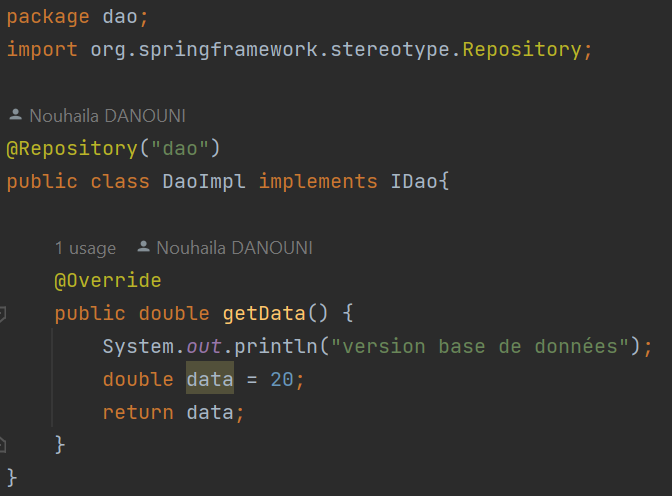 package dao;
import org.springframework.stereotype.Repository;
Nouhaila DANOUNI
@Repository("dao")
public class DaoImpl implements IDao{
1 usage Nouhaila DANOUNI
@Override
public double getData() {
System.out.println("version base de données");
double data = 20;
return data;
}
}